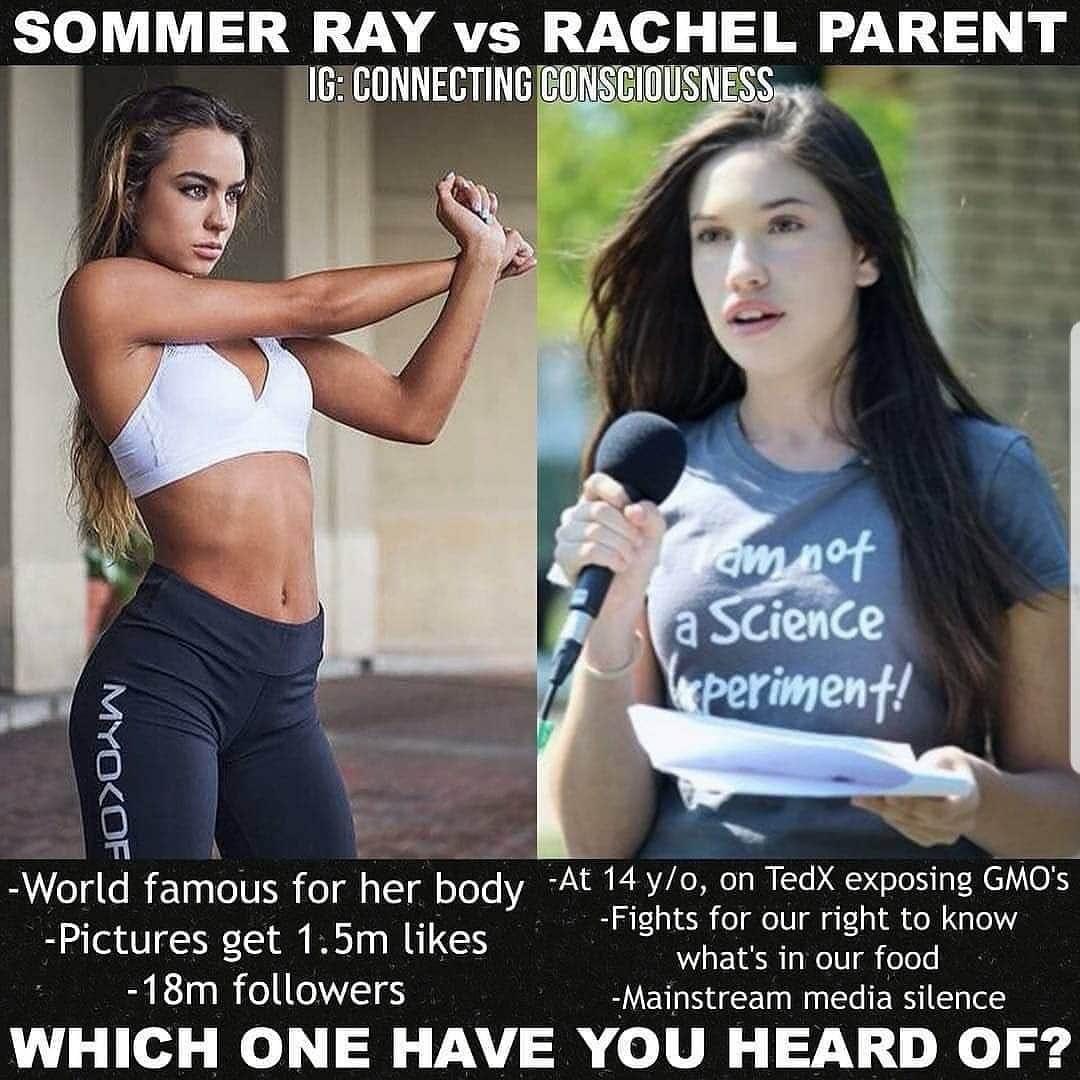 SOMMER RAY vs RACHEL PARENT
IG: CONNECTING CONSCIOUSNESS
MYOKOF
I am not
a Science
experiment!
-World famous for her body
-Pictures get 1.5m likes
-18m followers
-At 14 y/o, on TedX exposing GMO's
-Fights for our right to know
what's in our food
-Mainstream media silence
WHICH ONE HAVE YOU HEARD OF?